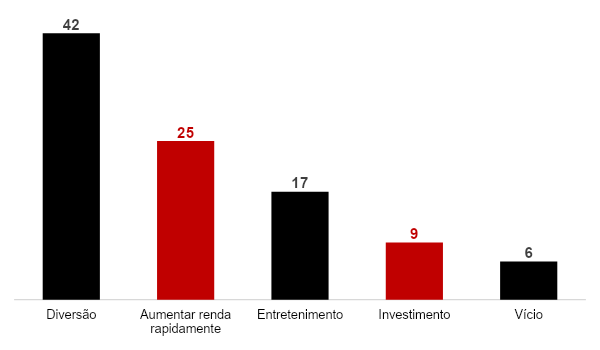 42
25
17
9
6
Diversão
Aumentar renda
rapidamente
Entretenimento
Investimento
Vício